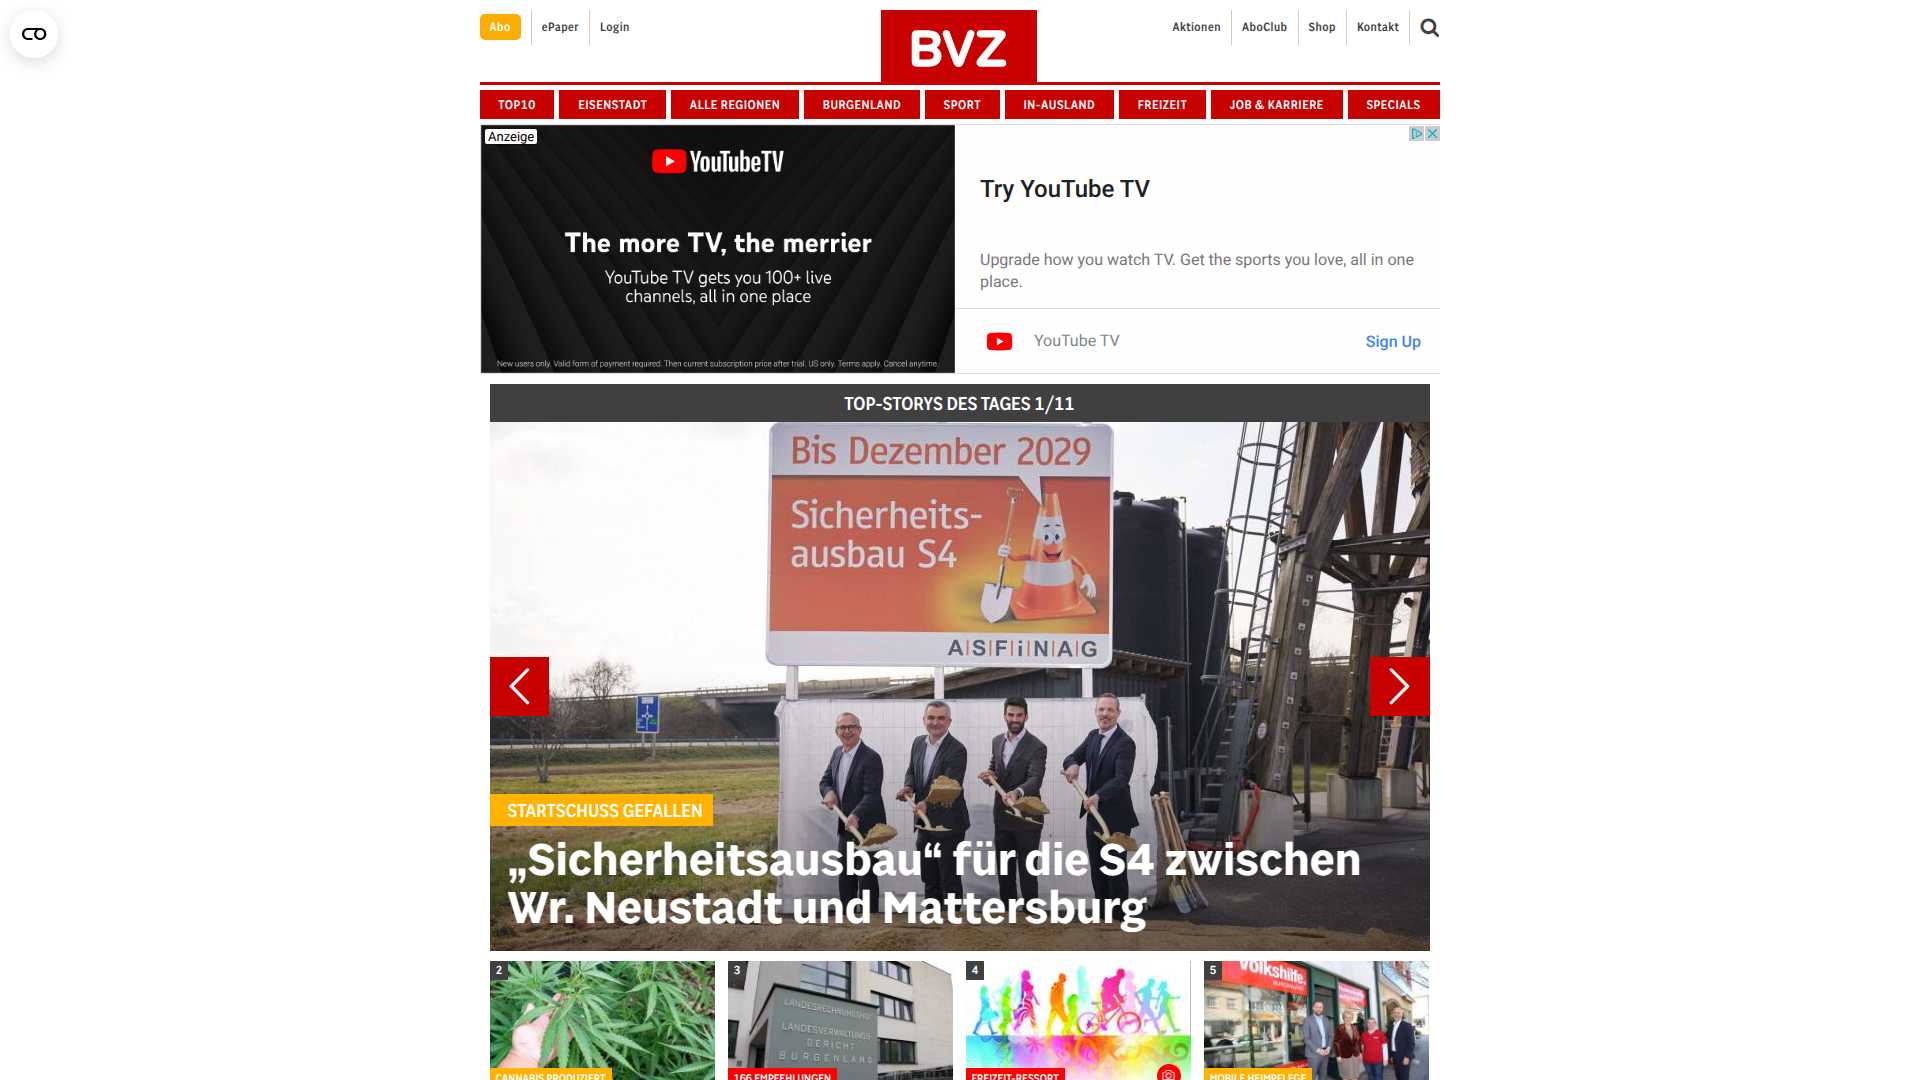 Abo
ePaper
Login
BVZ
Aktionen
AboClub
Shop
Kontakt
TOP10
EISENSTADT
ALLE REGIONEN
BURGENLAND
SPORT
IN-AUSLAND
FREIZEIT
JOB & KARRIERE
SPECIALS
Anzeige
YouTubeTV
The more TV, the merrier
YouTube TV gets you 100+ live
channels, all in one place
New users only. Valid form of payment required. Then current subscription price after trial. US only. Terms apply. Cancel anytime.
Try YouTube TV
Upgrade how you watch TV. Get the sports you love, all in one
place.
YouTube TV
Sign Up
TOP-STORYS DES TAGES 1/11
Bis Dezember 2029
Sicherheits-
ausbau S4
A|S|F|i|N|A|G
STARTSCHUSS GEFALLEN
„Sicherheitsausbau“ für die S4 zwischen
Wr. Neustadt und Mattersburg
2
CANNABIS PRODUZIERT
3
LANDESRECHNUNGSHOF
LANDESVERWALTUNGS
GERICHT
BURGENLAND
166 EMPFEHLUNGEN
4
FREIZEIT-RESSORT
5
Volkshilfe.
BURGENLAND
MOBILE HEIMPFLEGE